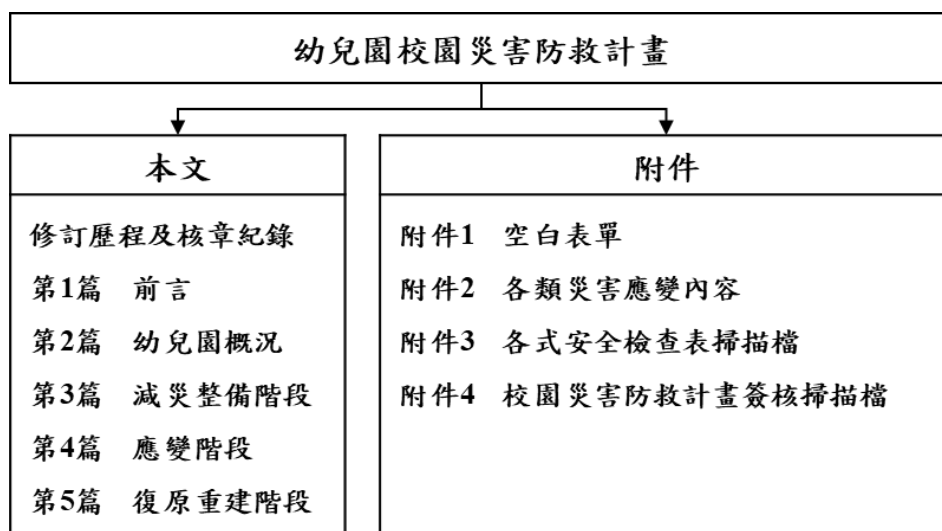 幼兒園校園災害防救計畫
本文
修訂歷程及核章紀錄
第1篇 前言
第2篇 幼兒園概況
第3篇 減災整備階段
第4篇 應變階段
第5篇 復原重建階段
附件
附件1 空白表單
附件2 各類災害應變內容
附件3 各式安全檢查表掃描檔
附件4 校園災害防救計畫簽核掃描檔